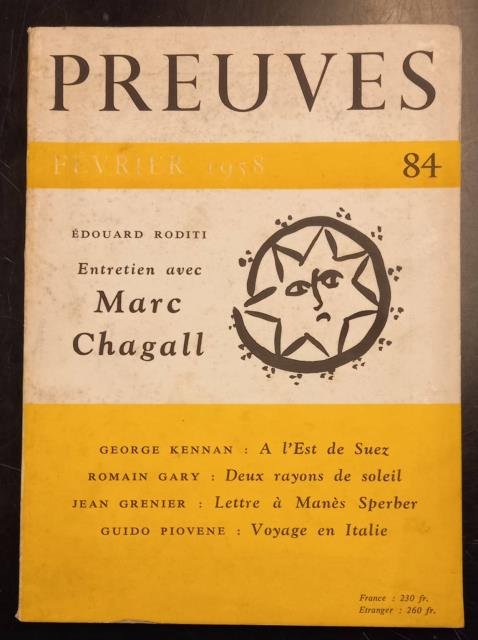 PREUVES
FÉVRIER 1958 84
ÉDOUARD RODITI
Entretien avec
Marc
Chagall
GEORGE KENNAN : A l'Est de Suez
ROMAIN GARY : Deux rayons de soleil
JEAN GRENIER : Lettre à Manès Sperber
GUIDO PIOVENE : Voyage en Italie
France : 230 fr.
Etranger : 260 fr.